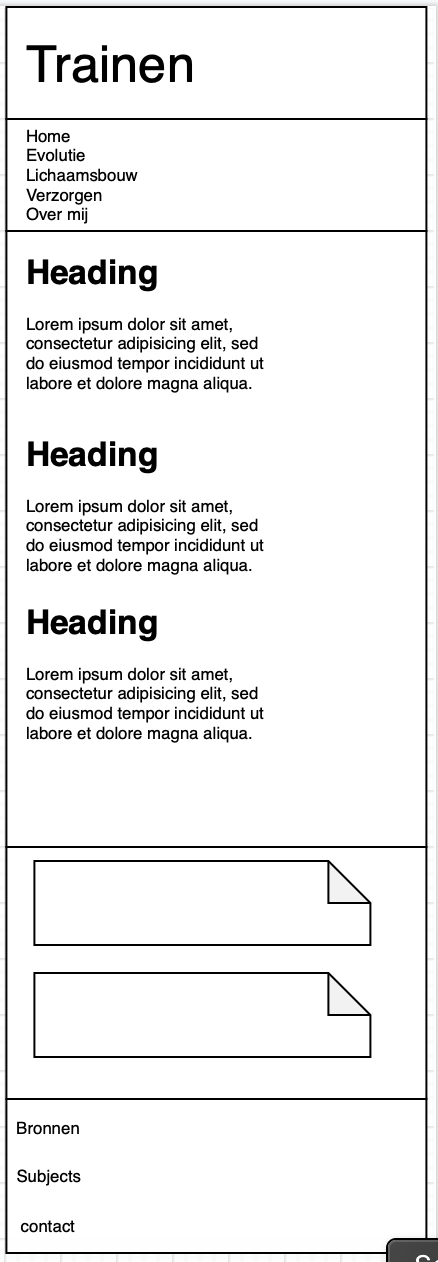 Trainen
Home
Evolutie
Lichaamsbouw
Verzorgen
Over mij
Heading
Lorem ipsum dolor sit amet,
consectetur adipisicing elit, sed
do eiusmod tempor incididunt ut
labore et dolore magna aliqua.
Heading
Lorem ipsum dolor sit amet,
consectetur adipisicing elit, sed
do eiusmod tempor incididunt ut
labore et dolore magna aliqua.
Heading
Lorem ipsum dolor sit amet,
consectetur adipisicing elit, sed
do eiusmod tempor incididunt ut
labore et dolore magna aliqua.
Bronnen
Subjects
contact